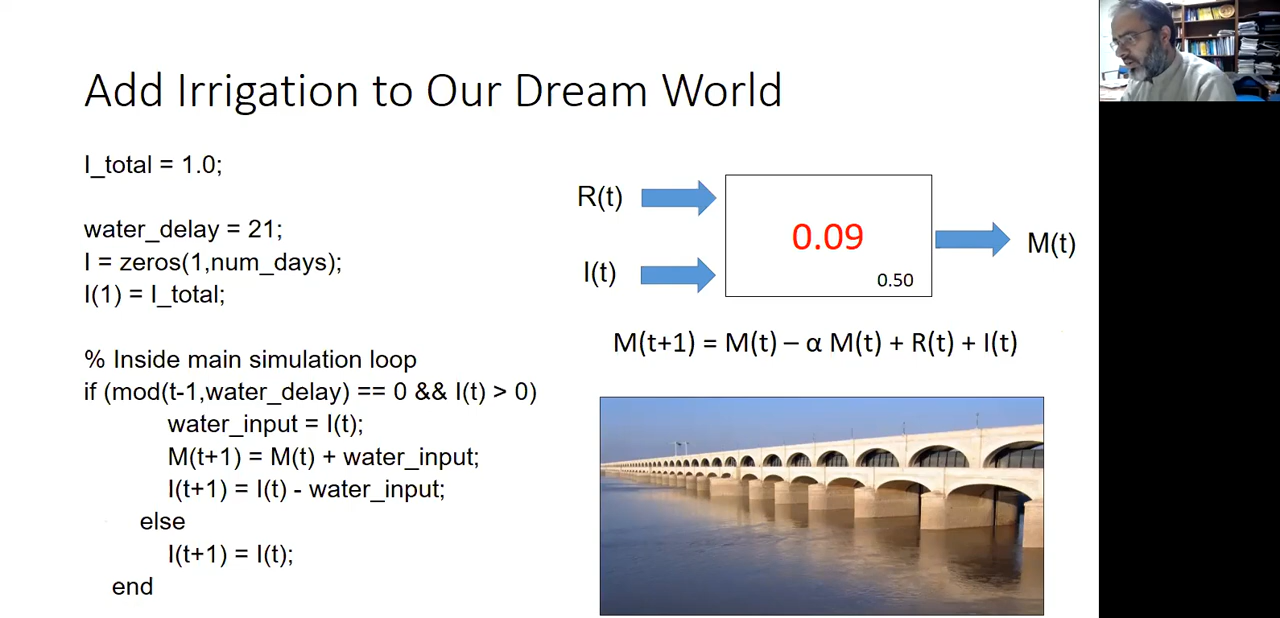 Add Irrigation to Our Dream World
I_total = 1.0;
water_delay = 21;
I = zeros(1,num_days);
I(1) = I_total;
% Inside main simulation loop
if (mod(t-1,water_delay) == 0 && I(t) > 0)
water_input = I(t);
M(t+1) = M(t) + water_input;
I(t+1) = I(t) - water_input;
else
I(t+1) = I(t);
end
R(t)
I(t)
0.09
0.50
M(t)
M(t+1) = M(t) – α M(t) + R(t) + I(t)